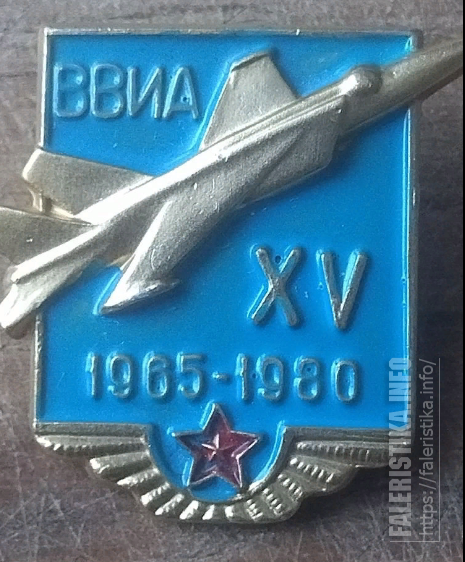 ВВИА
XV
1965-1980
FALERISTIKA.INFO
https://faleristika.info/